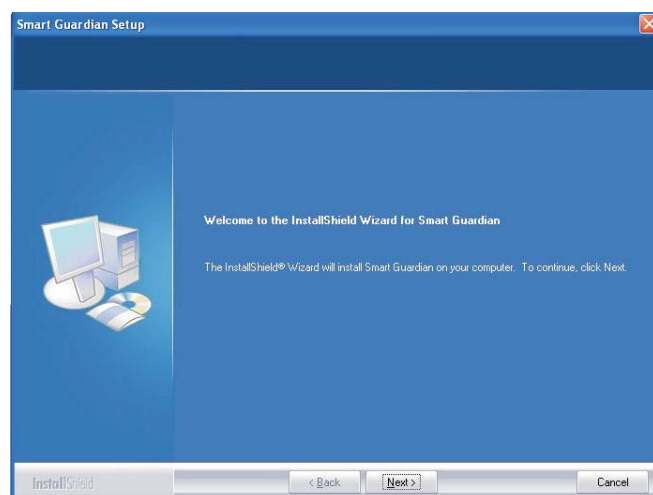 Smart Guardian Setup
Welcome to the InstallShield Wizard for Smart Guardian
The InstallShield® Wizard will install Smart Guardian on your computer. To continue, click Next.
InstallShield
< Back
Next >
Cancel